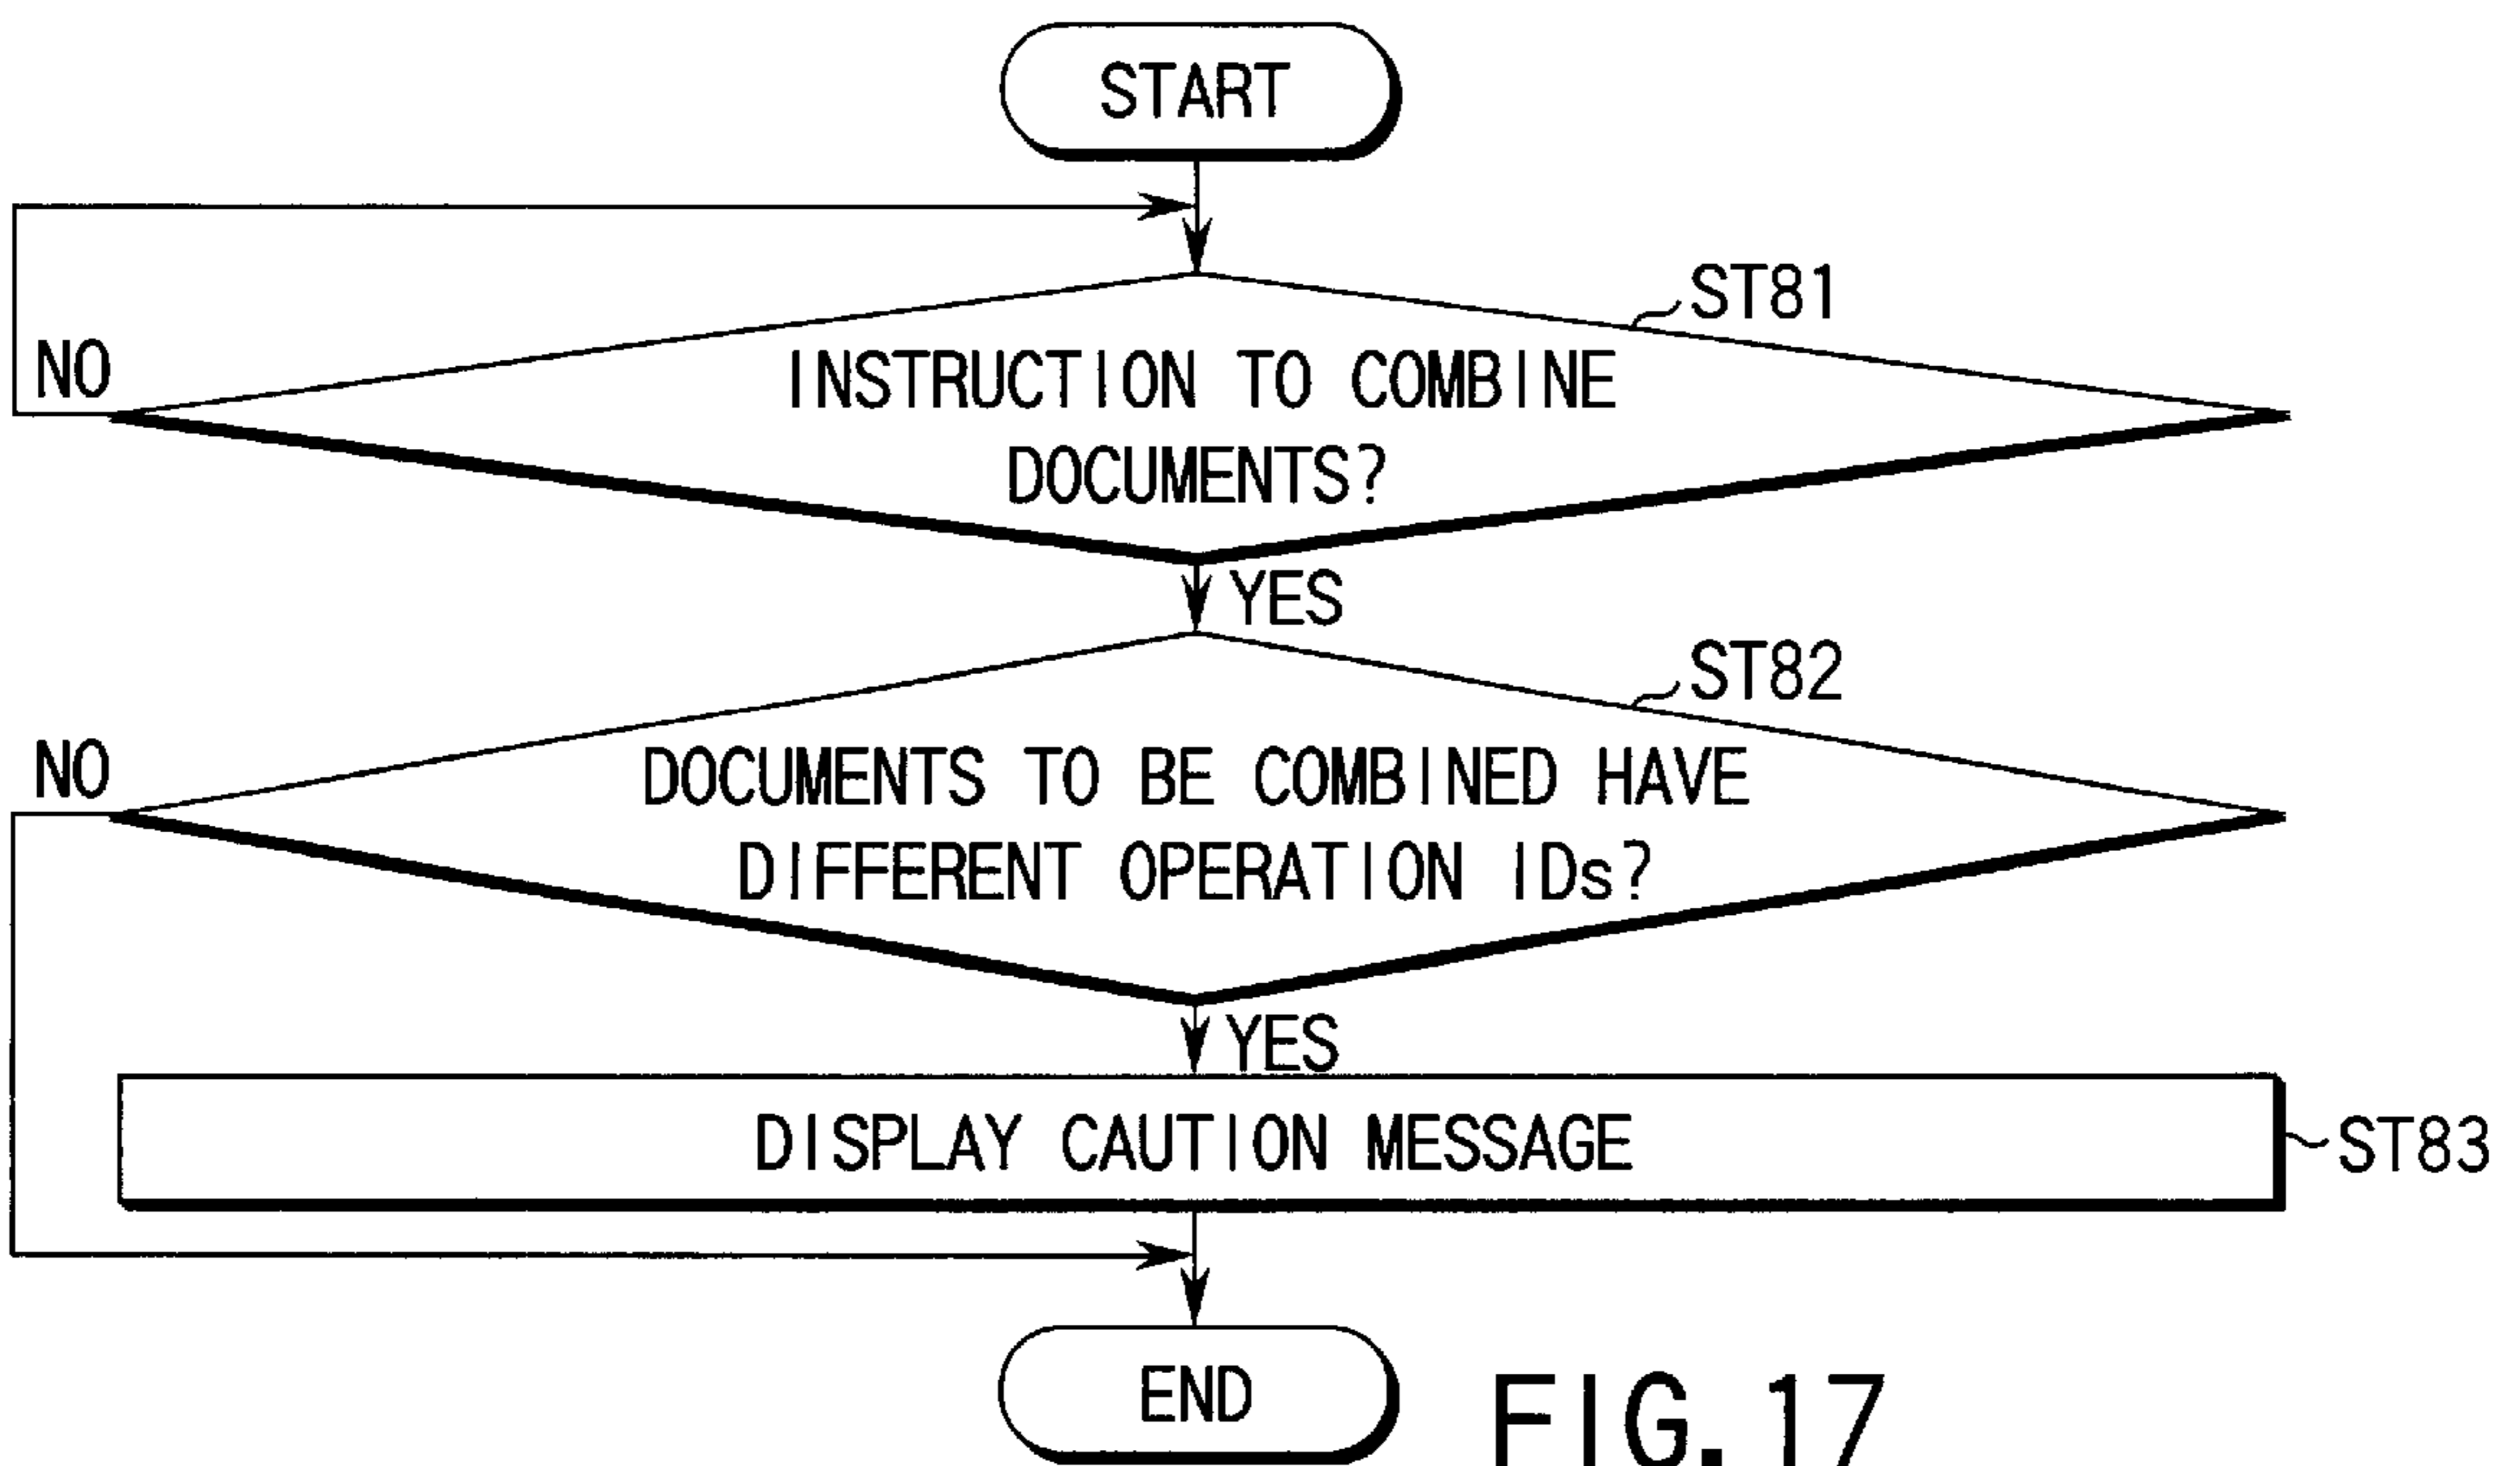 START
ST81
NO
INSTRUCTION TO COMBINE
DOCUMENTS?
YES
ST82
NO
DOCUMENTS TO BE COMBINED HAVE
DIFFERENT OPERATION IDs?
YES
DISPLAY CAUTION MESSAGE
ST83
END
FIG. 17